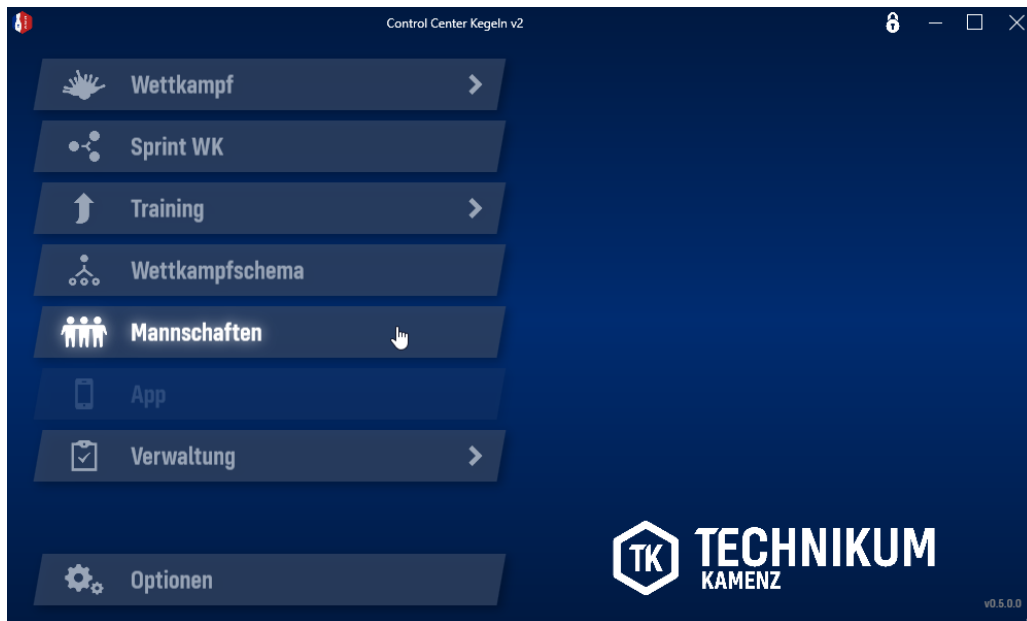 Control Center Kegeln v2
Wettkampf
Sprint WK
Training
Wettkampfschema
Mannschaften
App
Verwaltung
Optionen
TK TECHNIKUM
KAMENZ
v0.5.0.0